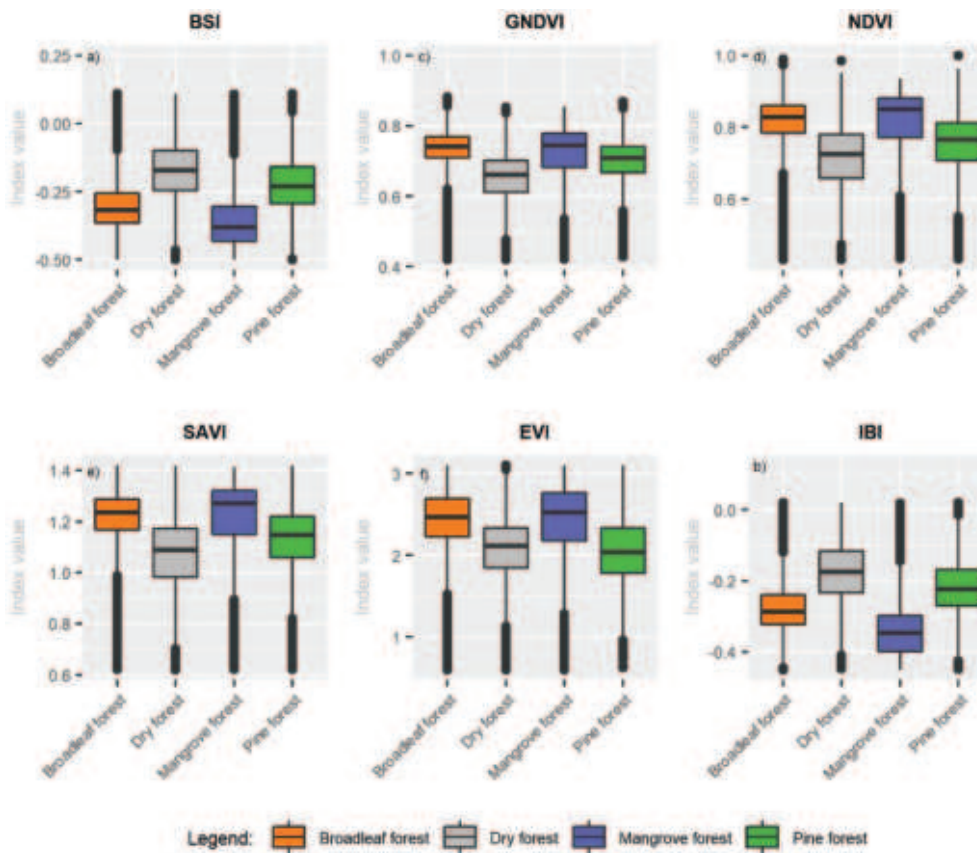 BSI GNDVI NDVI
a) c) d)
0.25 1.0 1.0
0.00 0.8 0.8
-0.25 0.6 0.6
-0.50 0.4
Index value Index value Index value
Broadleaf forest Dry forest Mangrove forest Pine forest Broadleaf forest Dry forest Mangrove forest Pine forest Broadleaf forest Dry forest Mangrove forest Pine forest
SAVI EVI IBI
e) f) b)
1.4 3 0.0
1.2 2 -0.2
1.0 1 -0.4
0.8
0.6
Index value Index value Index value
Broadleaf forest Dry forest Mangrove forest Pine forest Broadleaf forest Dry forest Mangrove forest Pine forest Broadleaf forest Dry forest Mangrove forest Pine forest
Legend: Broadleaf forest Dry forest Mangrove forest Pine forest